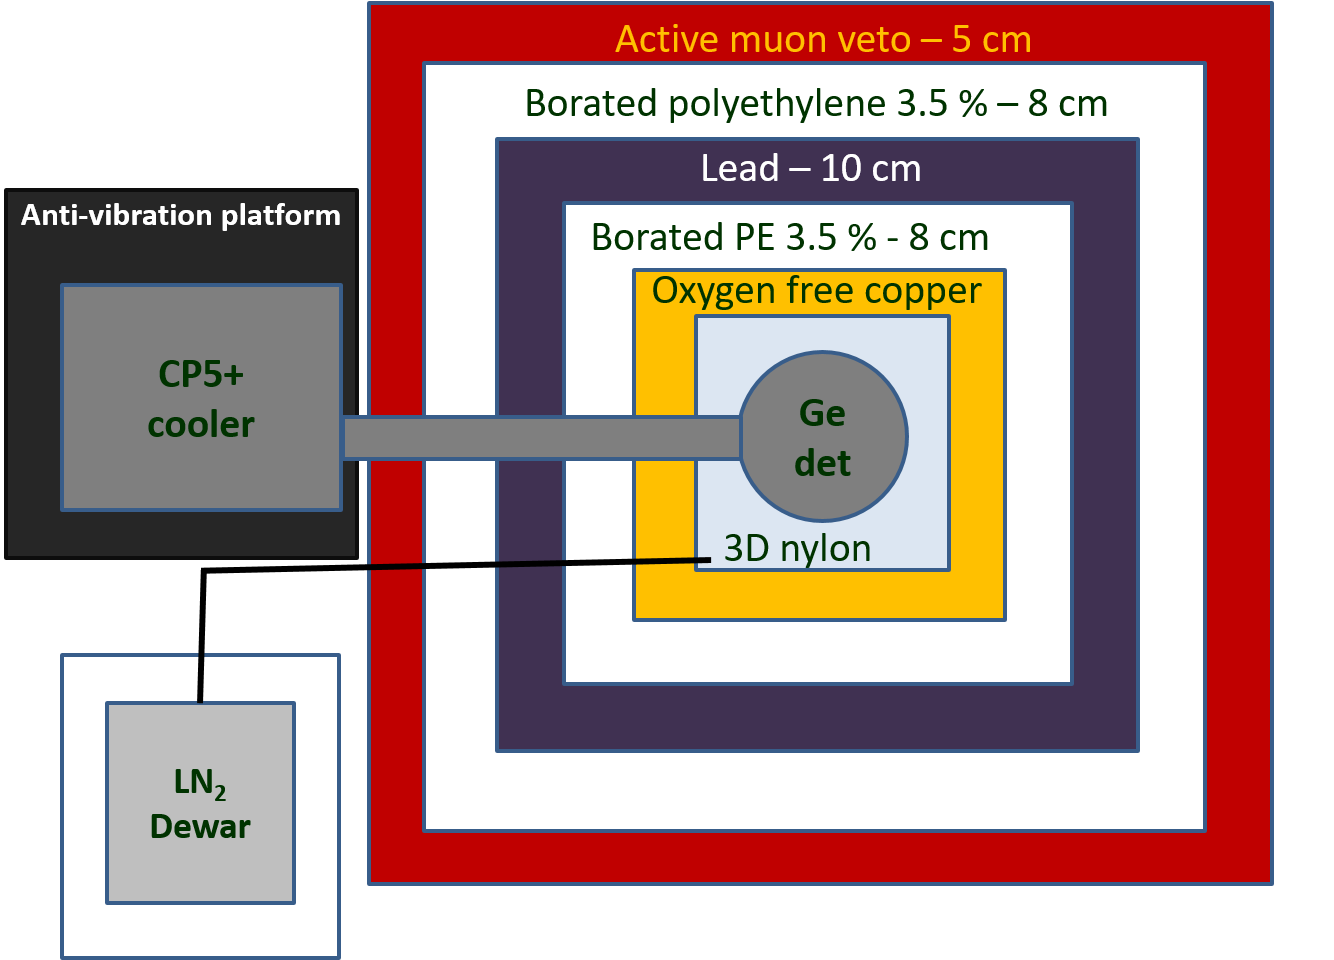 Active muon veto – 5 cm
Borated polyethylene 3.5 % – 8 cm
Lead – 10 cm
Anti-vibration platform
Borated PE 3.5 % - 8 cm
Oxygen free copper
CP5+
cooler
Ge
det
3D nylon
LN₂
Dewar